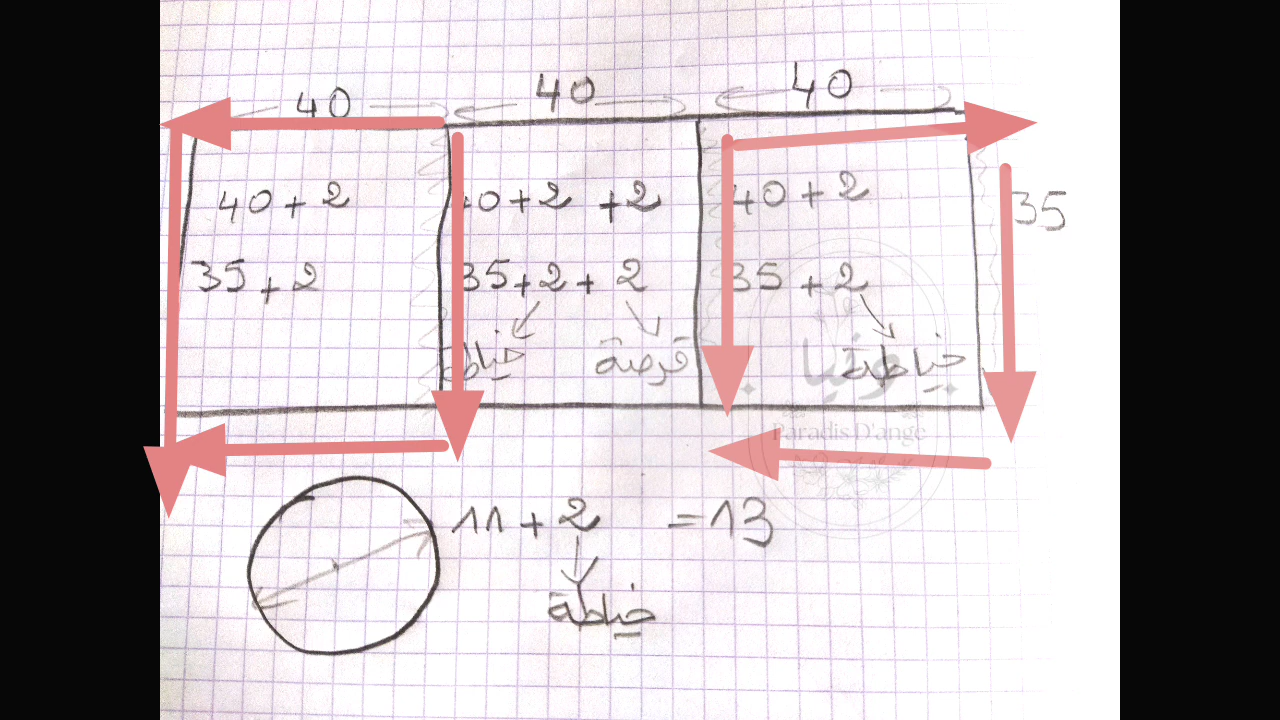 40 40 40
40+2 40+2 +2 40+2 35
35+2 35+2+2 35+2
خياطة قرصة خياطة
Paradis D'ange
11+2 =13
خياطة